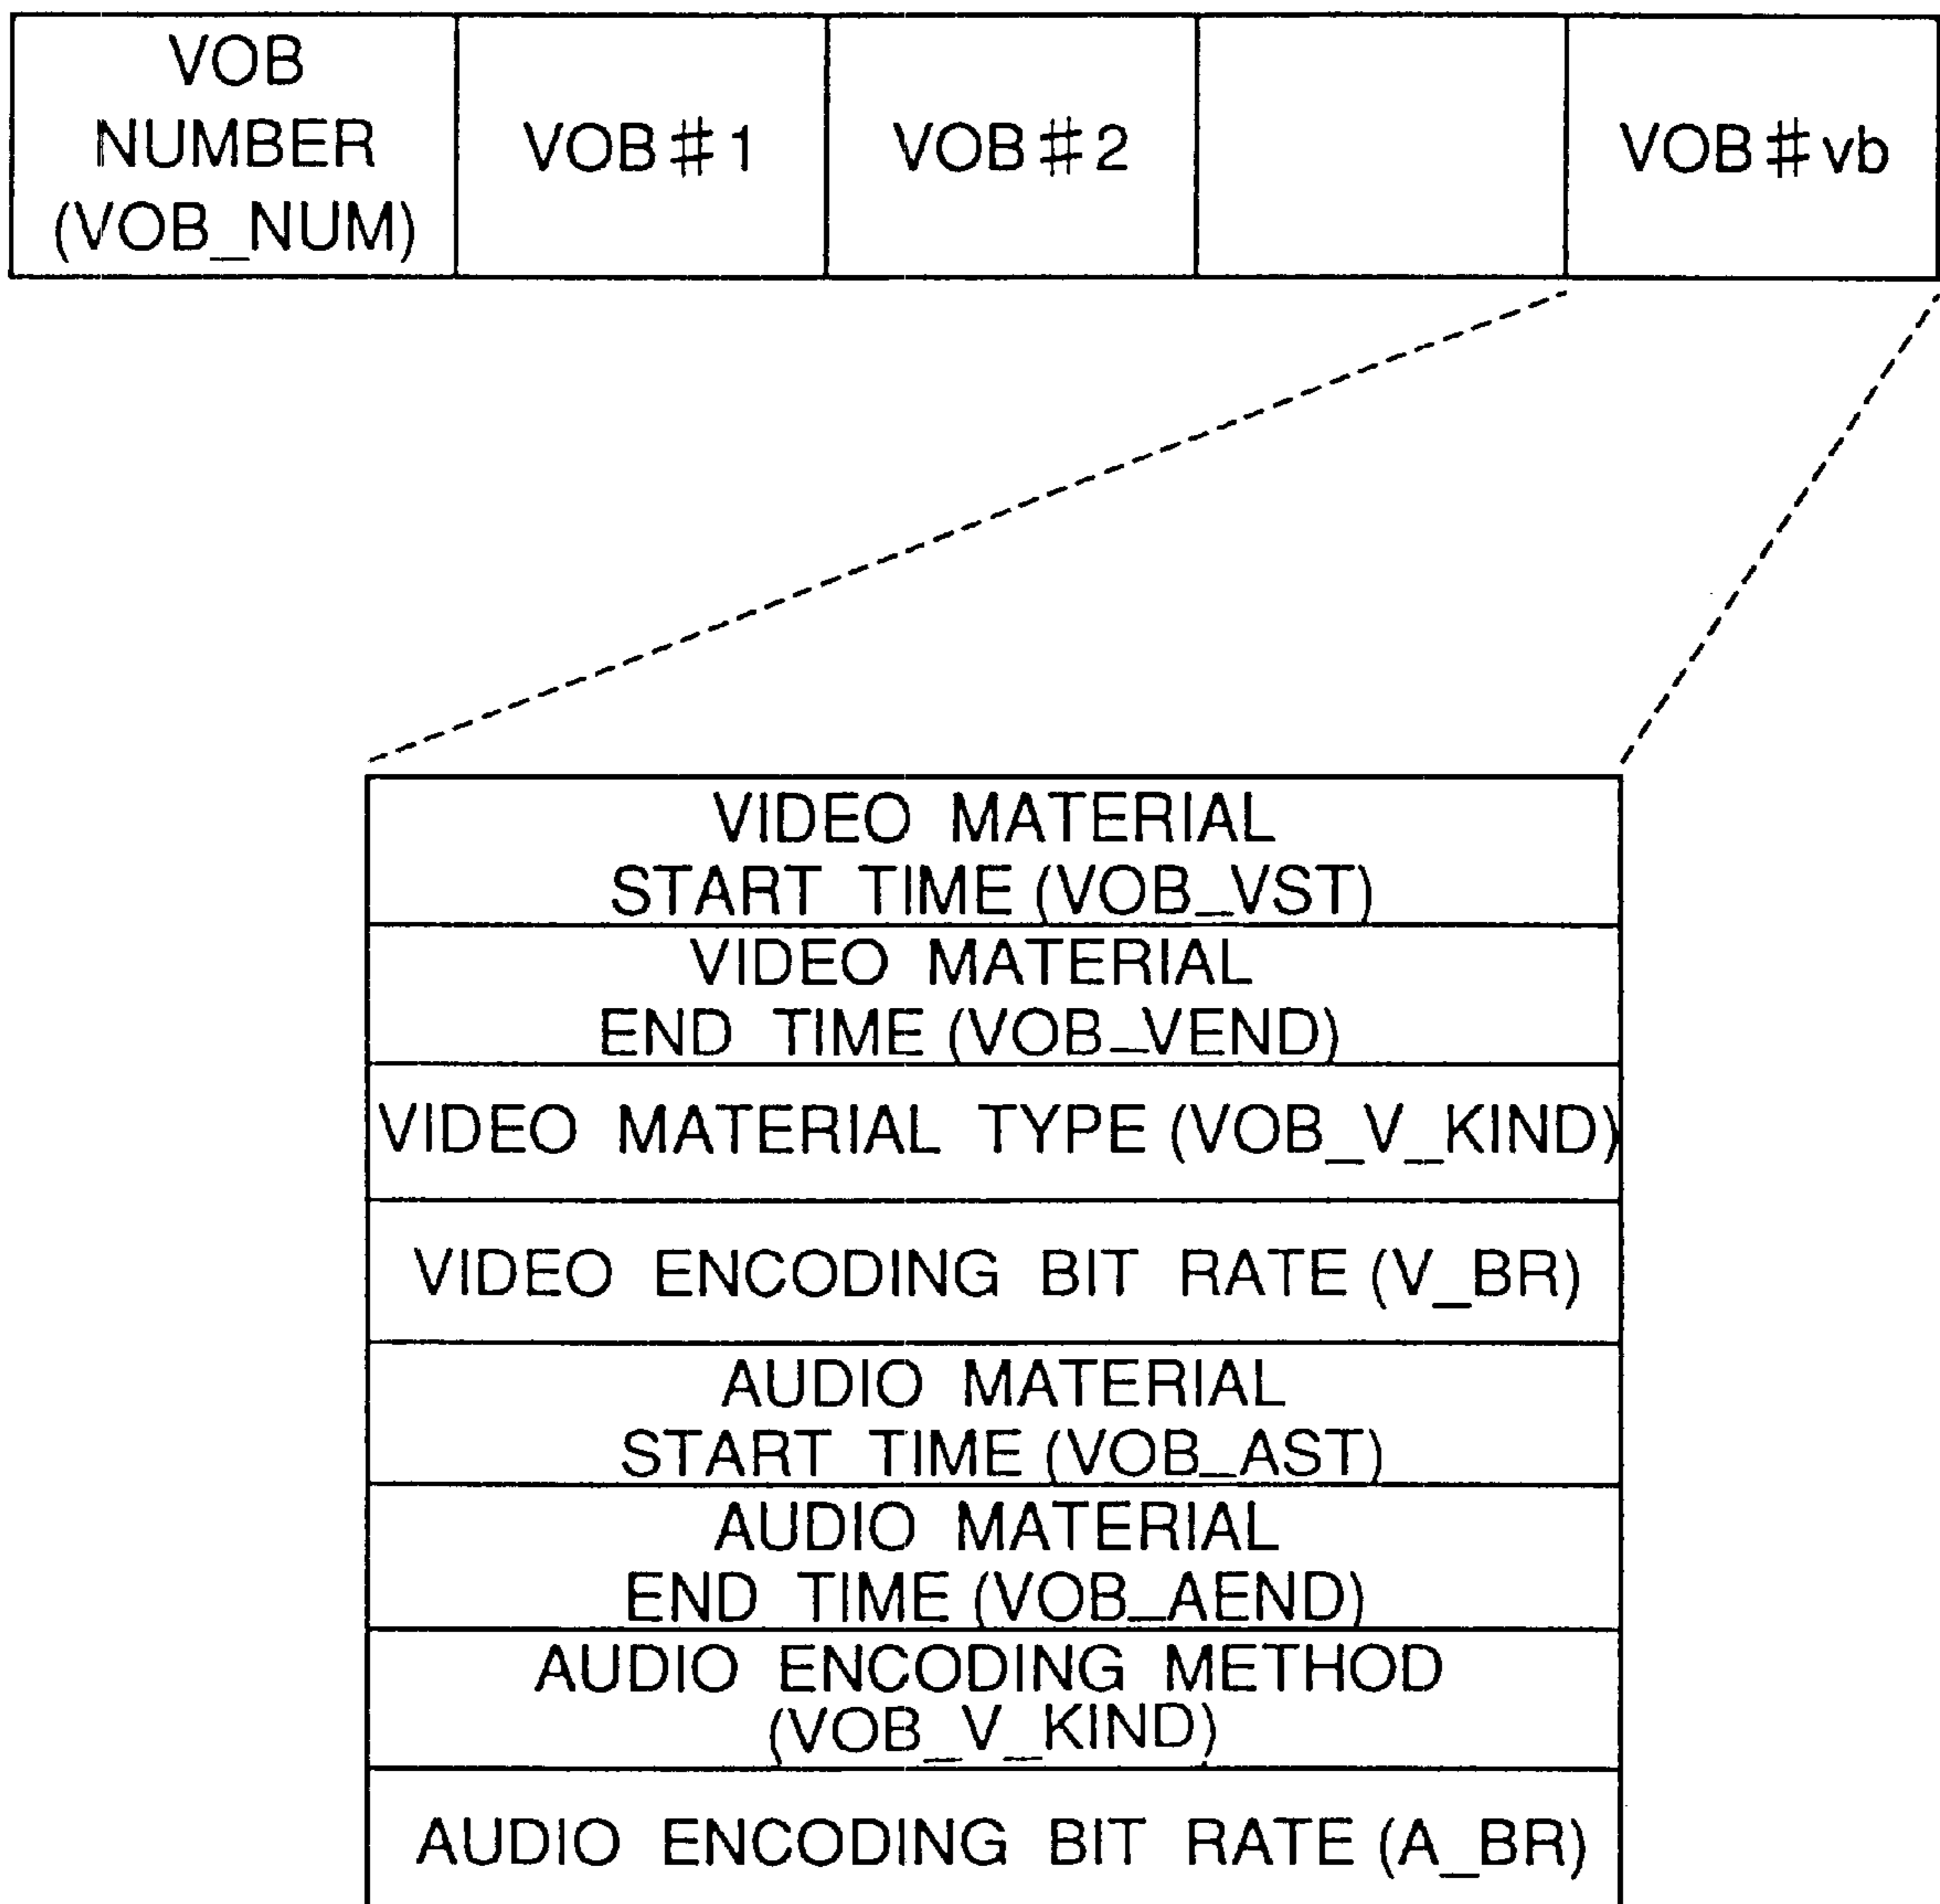 VOB
NUMBER
(VOB_NUM)
VOB#1
VOB#2
VOB#vb
VIDEO MATERIAL
START TIME (VOB_VST)
VIDEO MATERIAL
END TIME (VOB_VEND)
VIDEO MATERIAL TYPE (VOB_V_KIND)
VIDEO ENCODING BIT RATE (V_BR)
AUDIO MATERIAL
START TIME (VOB_AST)
AUDIO MATERIAL
END TIME (VOB_AEND)
AUDIO ENCODING METHOD
(VOB_V_KIND)
AUDIO ENCODING BIT RATE (A_BR)